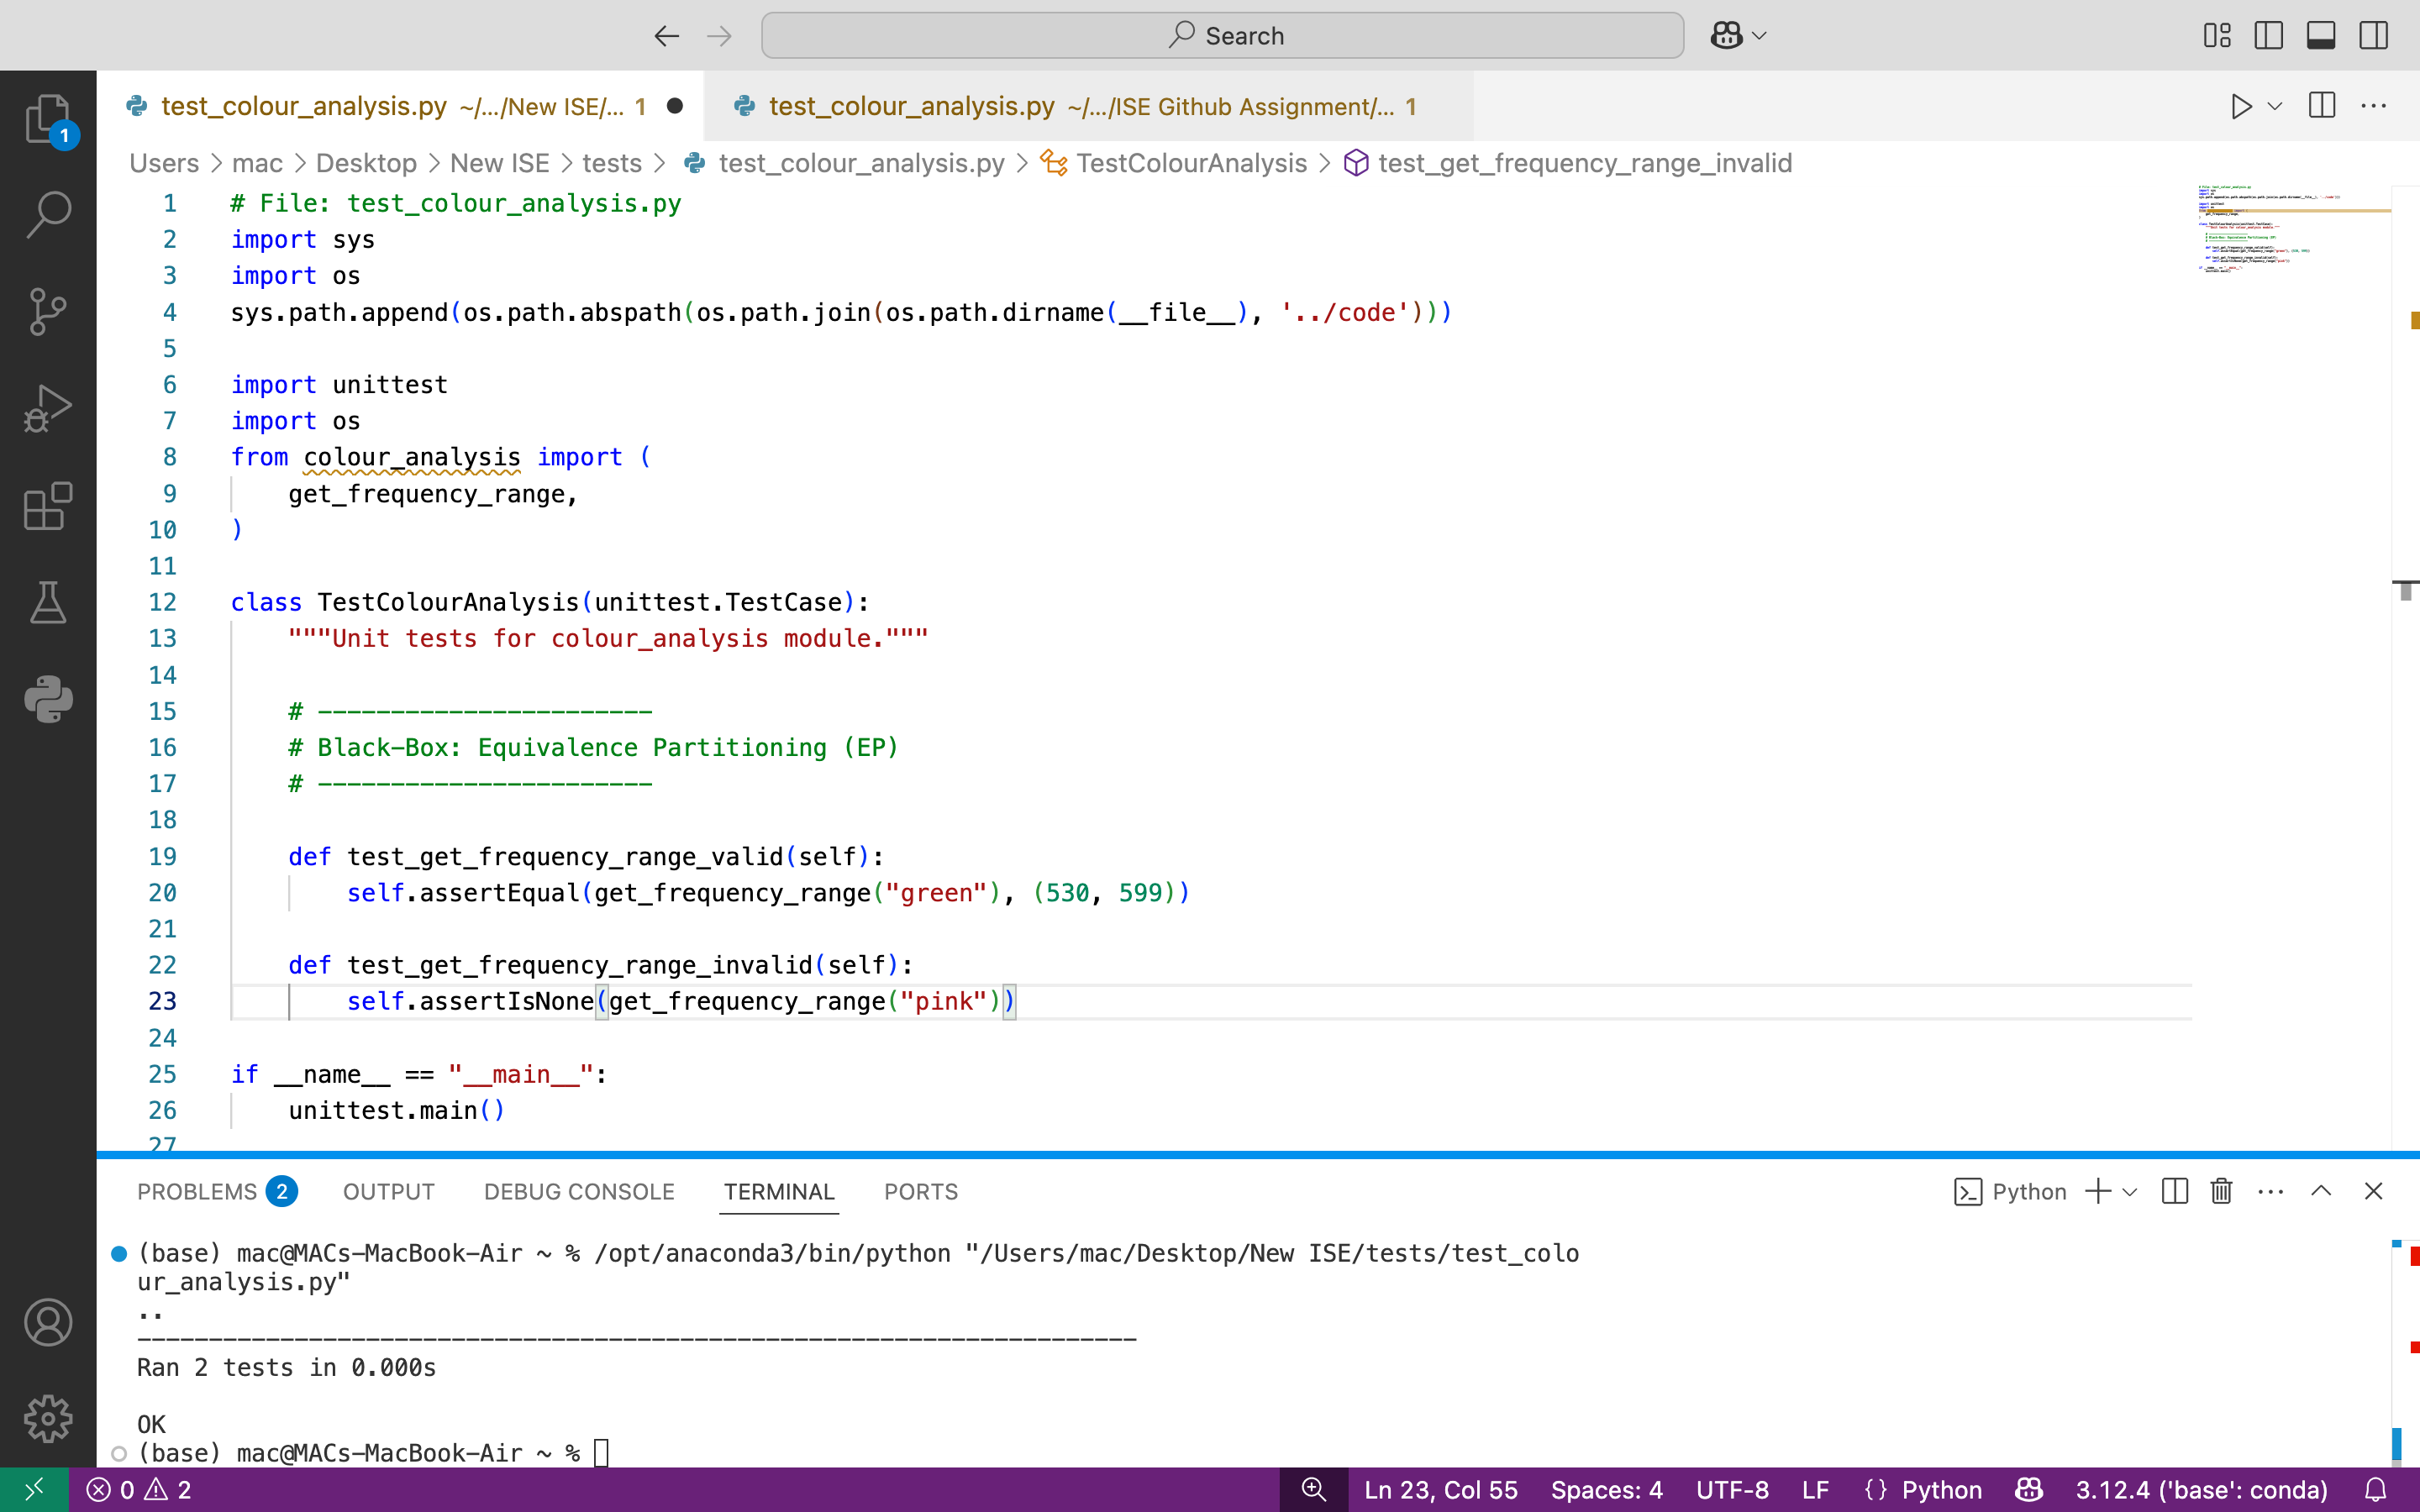 Search
test_colour_analysis.py ~/.../New ISE/... 1
test_colour_analysis.py ~/.../ISE Github Assignment/... 1
1
Users > mac > Desktop > New ISE > tests > test_colour_analysis.py > TestColourAnalysis > test_get_frequency_range_invalid
1 # File: test_colour_analysis.py
2 import sys
3 import os
4 sys.path.append(os.path.abspath(os.path.join(os.path.dirname(__file__), '../code')))
5
6 import unittest
7 import os
8 from colour_analysis import (
9     get_frequency_range,
10 )
11
12 class TestColourAnalysis(unittest.TestCase):
13     """Unit tests for colour_analysis module."""
14
15     # -----------------------
16     # Black-Box: Equivalence Partitioning (EP)
17     # -----------------------
18
19     def test_get_frequency_range_valid(self):
20         self.assertEqual(get_frequency_range("green"), (530, 599))
21
22     def test_get_frequency_range_invalid(self):
23         self.assertIsNone(get_frequency_range("pink"))
24
25 if __name__ == "__main__":
26     unittest.main()
27
PROBLEMS 2 OUTPUT DEBUG CONSOLE TERMINAL PORTS Python
(base) mac@MACs-MacBook-Air ~ % /opt/anaconda3/bin/python "/Users/mac/Desktop/New ISE/tests/test_colo
ur_analysis.py"
..
----------------------------------------------------------------------
Ran 2 tests in 0.000s
OK
(base) mac@MACs-MacBook-Air ~ %
0 2 Ln 23, Col 55 Spaces: 4 UTF-8 LF {} Python 3.12.4 ('base': conda)